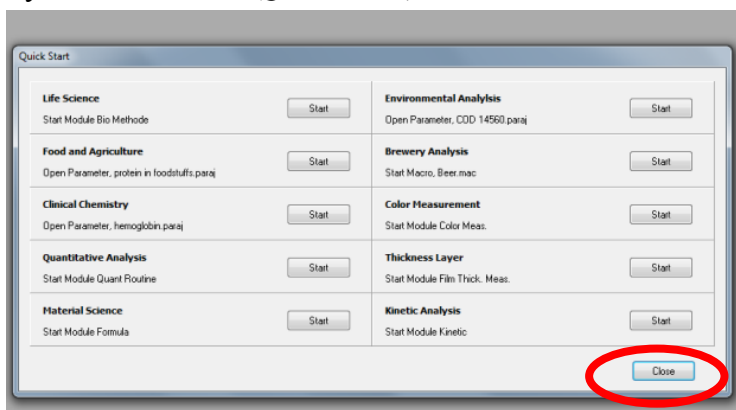 Quick Start
Life Science
Start Module Bio Methode
Start
Environmental Analylsis
Open Parameter, COD 14560.paraj
Start
Food and Agriculture
Open Parameter, protein in foodstuffs.paraj
Start
Brewery Analysis
Start Macro, Beer.mac
Start
Clinical Chemistry
Open Parameter, hemoglobin.paraj
Start
Color Measurement
Start Module Color Meas.
Start
Quantitative Analysis
Start Module Quant Routine
Start
Thickness Layer
Start Module Film Thick. Meas.
Start
Material Science
Start Module Formula
Start
Kinetic Analysis
Start Module Kinetic
Start
Close